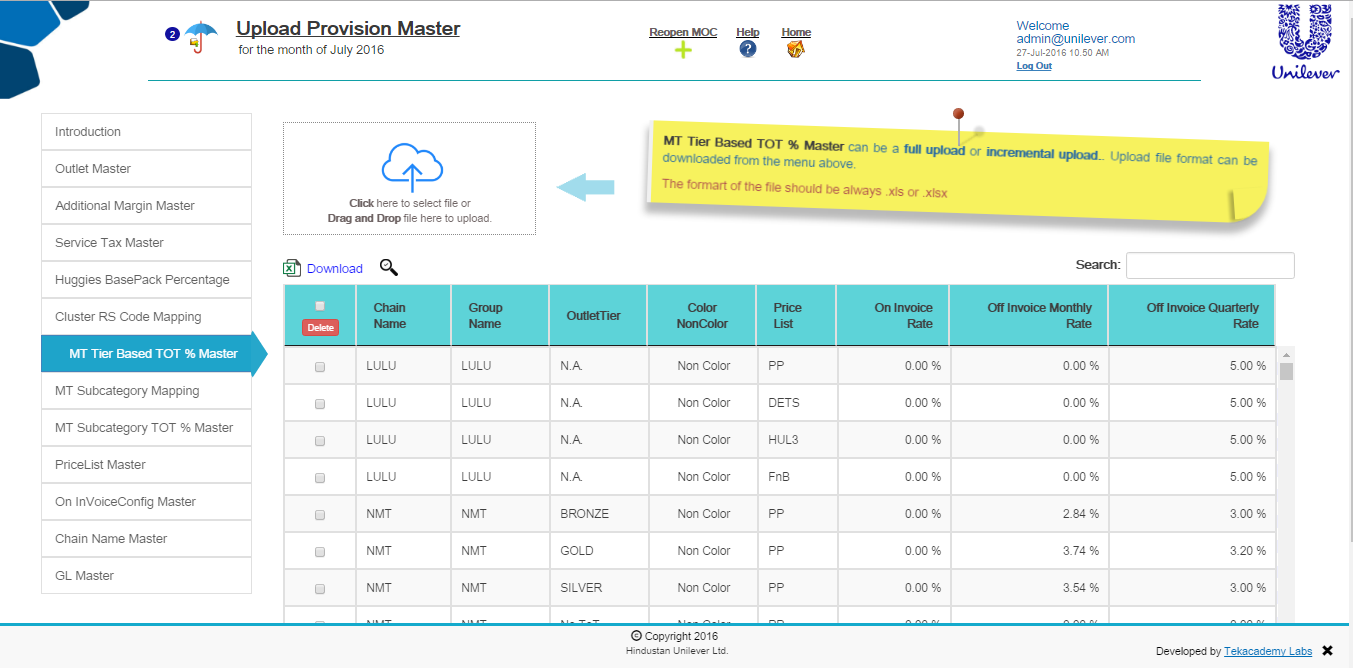 2
Upload Provision Master
for the month of July 2016
Reopen MOC
Help
?
Home
Welcome
admin@unilever.com
27-Jul-2016 10.50 AM
Log Out
Unilever
Introduction
Outlet Master
Additional Margin Master
Service Tax Master
Huggies BasePack Percentage
Cluster RS Code Mapping
MT Tier Based TOT % Master
MT Subcategory Mapping
MT Subcategory TOT % Master
PriceList Master
On InVoiceConfig Master
Chain Name Master
GL Master
Click here to select file or
Drag and Drop file here to upload.
MT Tier Based TOT % Master can be a full upload or incremental upload.. Upload file format can be
downloaded from the menu above.
The formart of the file should be always .xls or .xlsx
Download
Search:
Delete
Chain Name
Group Name
OutletTier
Color NonColor
Price List
On Invoice Rate
Off Invoice Monthly Rate
Off Invoice Quarterly Rate
LULU LULU N.A. Non Color PP 0.00 % 0.00 % 5.00 %
LULU LULU N.A. Non Color DETS 0.00 % 0.00 % 5.00 %
LULU LULU N.A. Non Color HUL3 0.00 % 0.00 % 5.00 %
LULU LULU N.A. Non Color FnB 0.00 % 0.00 % 5.00 %
NMT NMT BRONZE Non Color PP 0.00 % 2.84 % 3.00 %
NMT NMT GOLD Non Color PP 0.00 % 3.74 % 3.20 %
NMT NMT SILVER Non Color PP 0.00 % 3.54 % 3.00 %
© Copyright 2016
Hindustan Unilever Ltd.
Developed by Tekacademy Labs